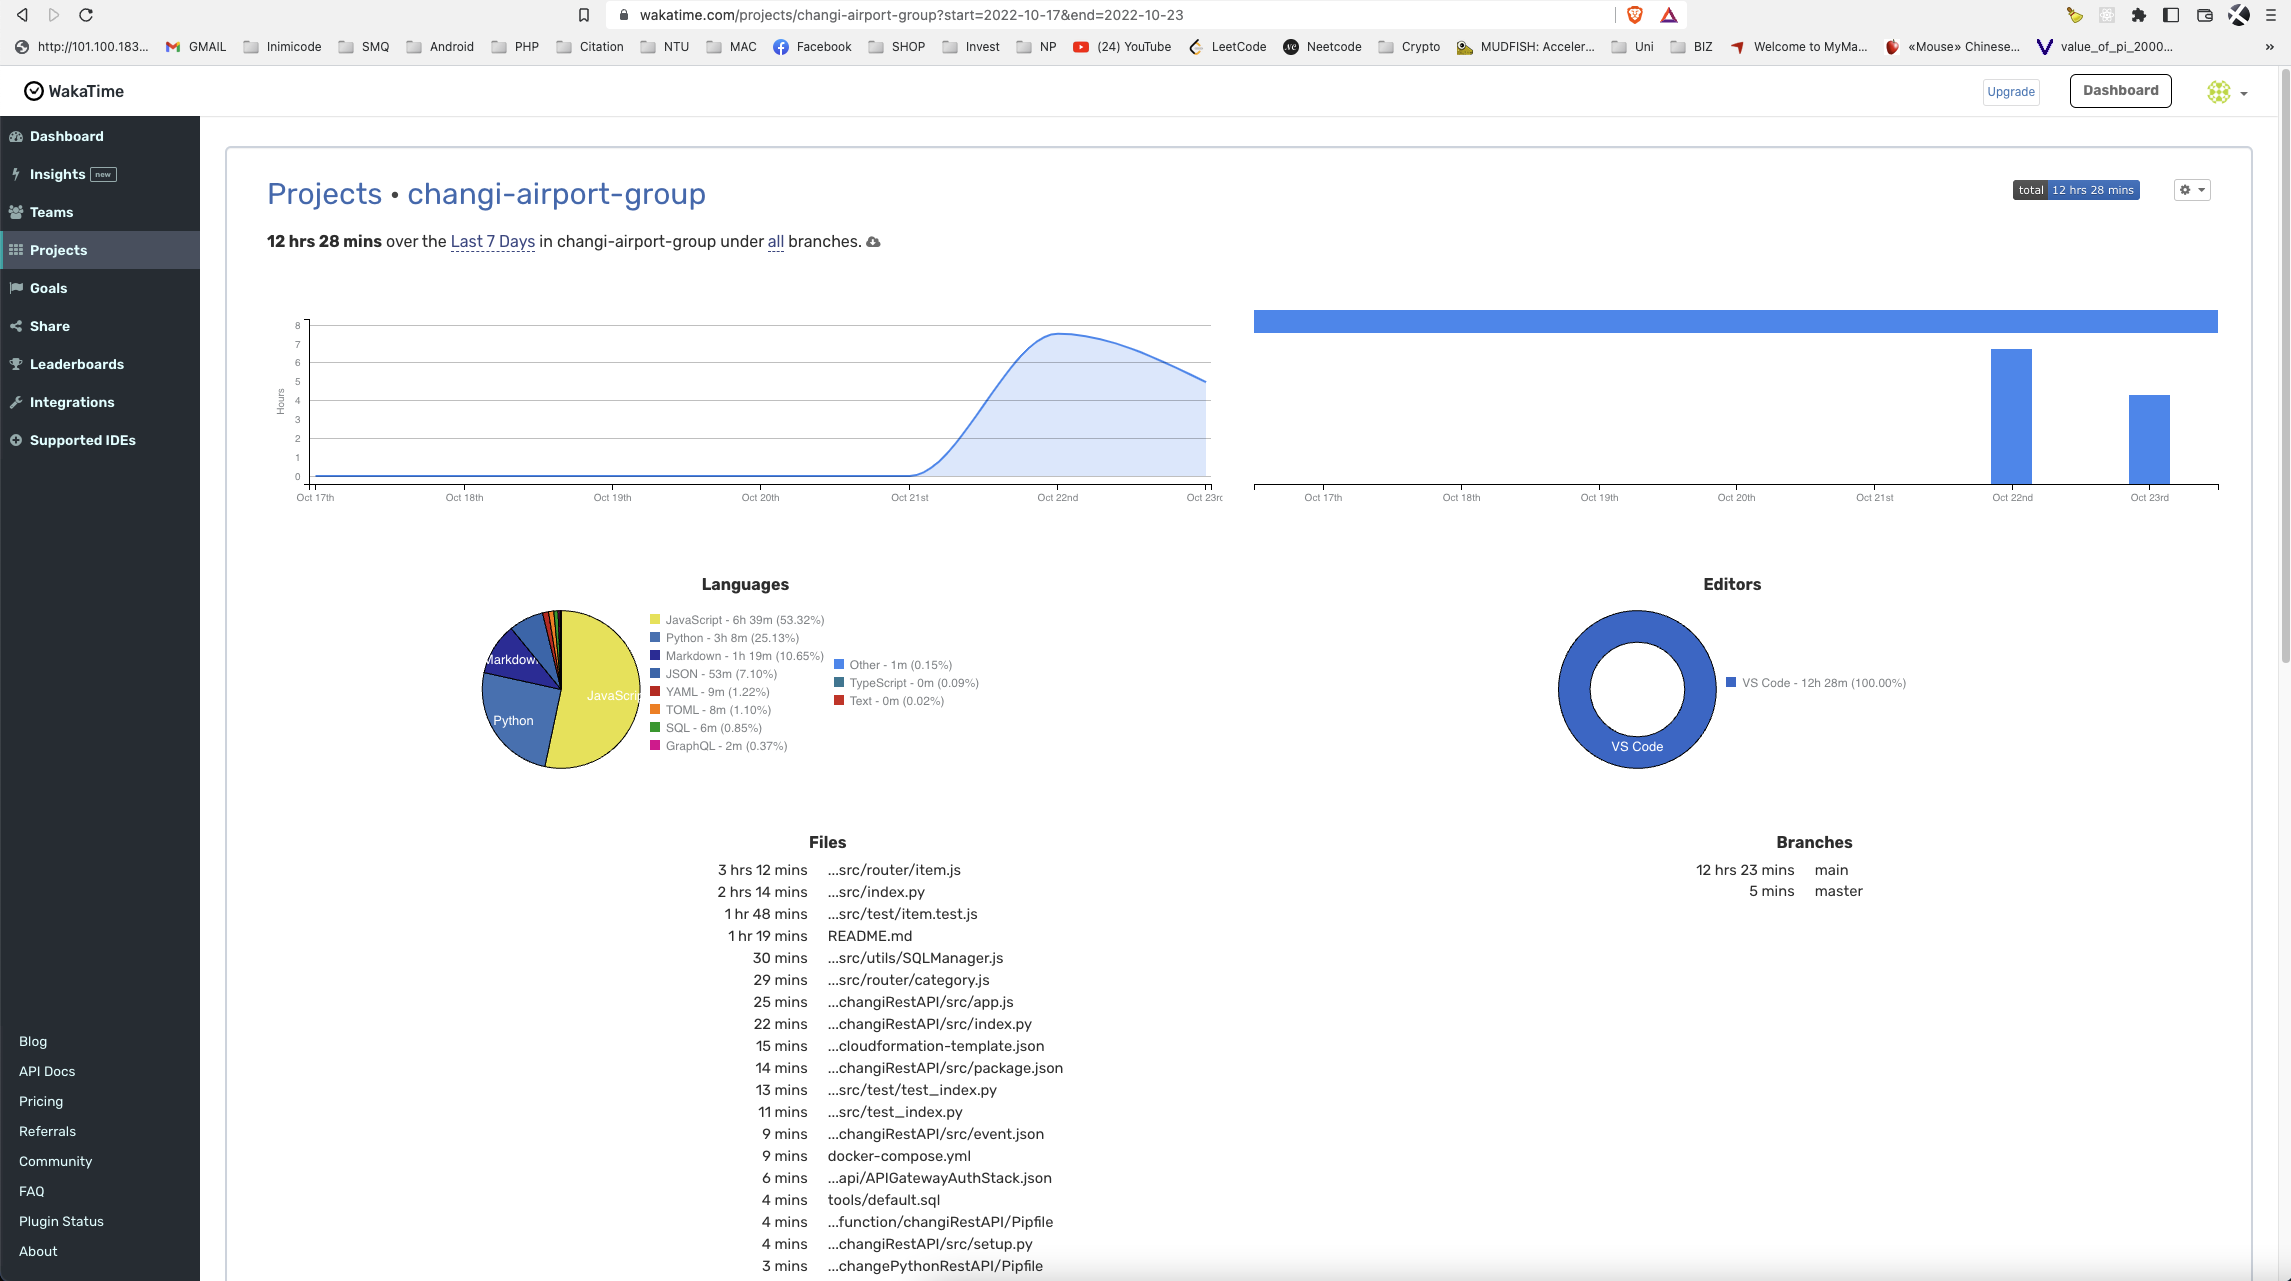 wakatime.com/projects/changi-airport-group?start=2022-10-17&end=2022-10-23
http://101.100.183... GMAIL Inimicode SMQ Android PHP Citation NTU MAC Facebook SHOP Invest NP (24) YouTube LeetCode Neetcode Crypto MUDFISH: Acceler... Uni BIZ Welcome to MyMa... «Mouse» Chinese... value_of_pi_2000... »
WakaTime
Upgrade
Dashboard
Dashboard
Insights new
Teams
Projects
Goals
Share
Leaderboards
Integrations
Supported IDEs
Blog
API Docs
Pricing
Referrals
Community
FAQ
Plugin Status
About
Projects • changi-airport-group
total 12 hrs 28 mins
12 hrs 28 mins over the Last 7 Days in changi-airport-group under all branches.
Hours
8
7
6
5
4
3
2
1
0
Oct 17th Oct 18th Oct 19th Oct 20th Oct 21st Oct 22nd Oct 23rd
Oct 17th Oct 18th Oct 19th Oct 20th Oct 21st Oct 22nd Oct 23rd
Languages
Markdown
JavaScript
Python
JavaScript - 6h 39m (53.32%)
Python - 3h 8m (25.13%)
Markdown - 1h 19m (10.65%)
JSON - 53m (7.10%)
YAML - 9m (1.22%)
TOML - 8m (1.10%)
SQL - 6m (0.85%)
GraphQL - 2m (0.37%)
Other - 1m (0.15%)
TypeScript - 0m (0.09%)
Text - 0m (0.02%)
Editors
VS Code
VS Code - 12h 28m (100.00%)
Files
3 hrs 12 mins ...src/router/item.js
2 hrs 14 mins ...src/index.py
1 hr 48 mins ...src/test/item.test.js
1 hr 19 mins README.md
30 mins ...src/utils/SQLManager.js
29 mins ...src/router/category.js
25 mins ...changiRestAPI/src/app.js
22 mins ...changiRestAPI/src/index.py
15 mins ...cloudformation-template.json
14 mins ...changiRestAPI/src/package.json
13 mins ...src/test/test_index.py
11 mins ...src/test_index.py
9 mins ...changiRestAPI/src/event.json
9 mins docker-compose.yml
6 mins ...api/APIGatewayAuthStack.json
4 mins tools/default.sql
4 mins ...function/changiRestAPI/Pipfile
4 mins ...changiRestAPI/src/setup.py
3 mins ...changePythonRestAPI/Pipfile
Branches
12 hrs 23 mins main
5 mins master